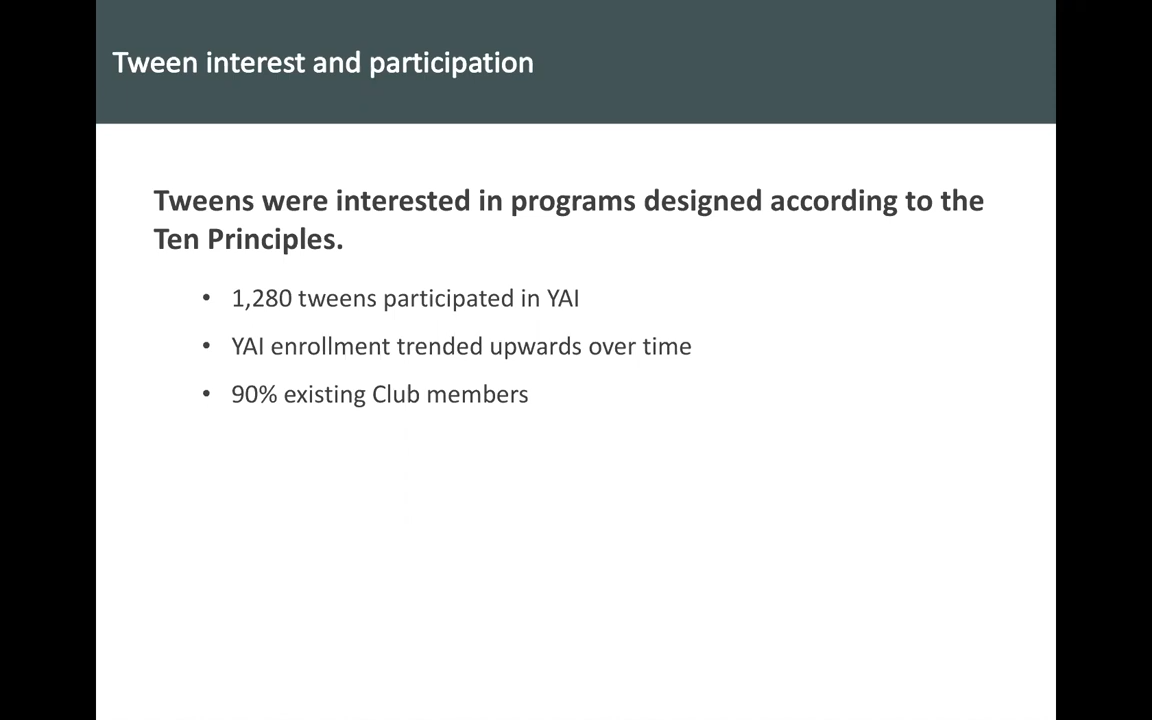 Tween interest and participation
Tweens were interested in programs designed according to the
Ten Principles.
• 1,280 tweens participated in YAI
• YAI enrollment trended upwards over time
• 90% existing Club members